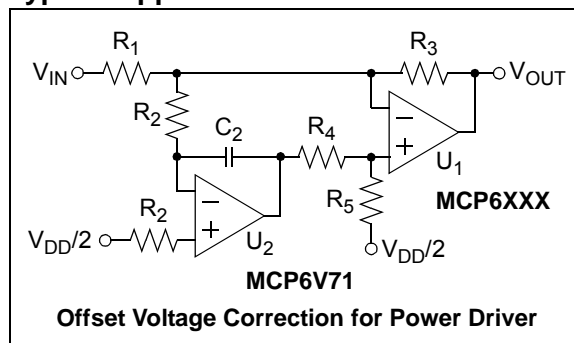 R1
R3
VIN
VOUT
R2
C2
R4
U1
R5
MCP6XXX
R2
VDD/2
U2
VDD/2
MCP6V71
Offset Voltage Correction for Power Driver